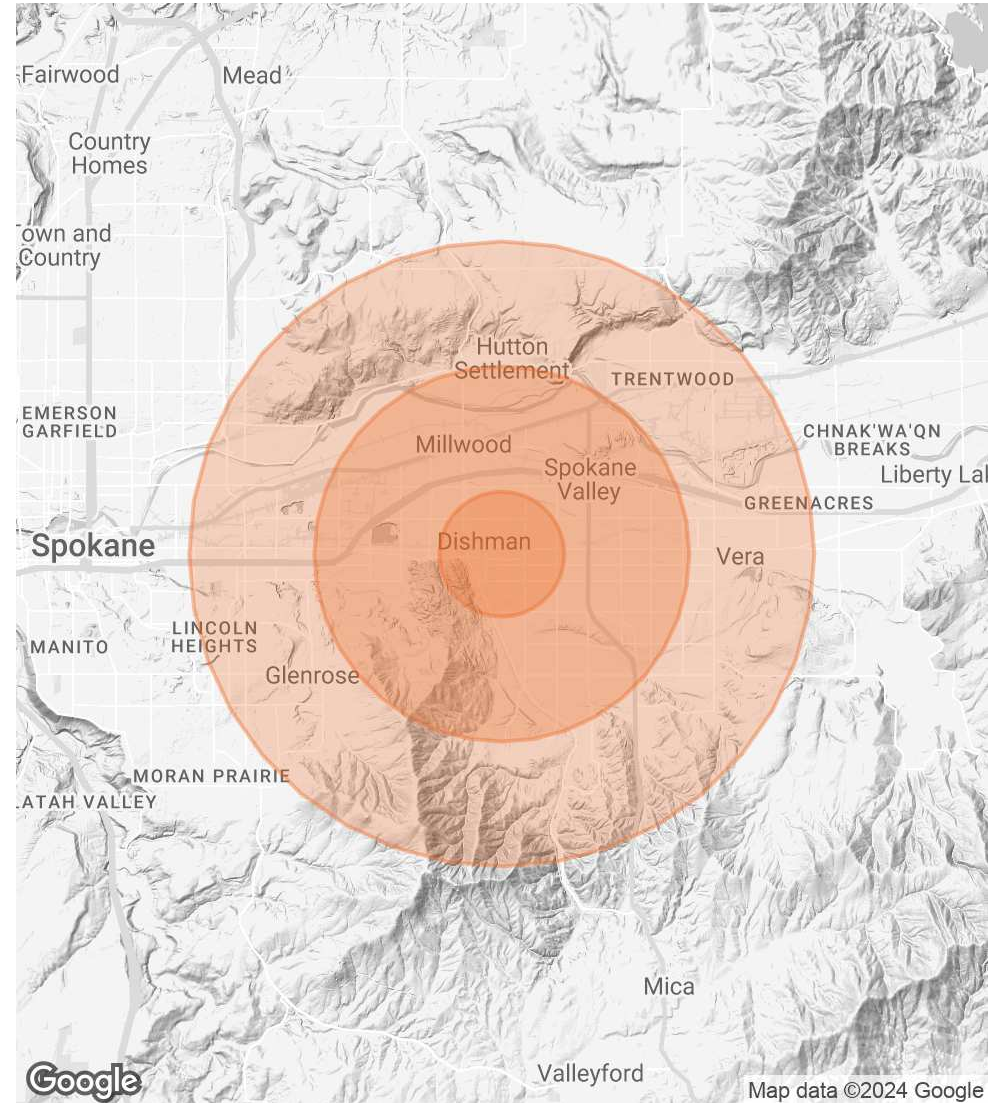 Fairwood
Mead
Country
Homes
own and
Country
Hutton
Settlement
TRENTWOOD
EMERSON
GARFIELD
Millwood
CHNAK'WA'QN
BREAKS
Spokane
Valley
Liberty Lal
GREENACRES
Spokane
Dishman
Vera
LINCOLN
HEIGHTS
MANITO
Glenrose
MORAN PRAIRIE
LATAH VALLEY
Mica
Valleyford
Google
Map data ©2024 Google